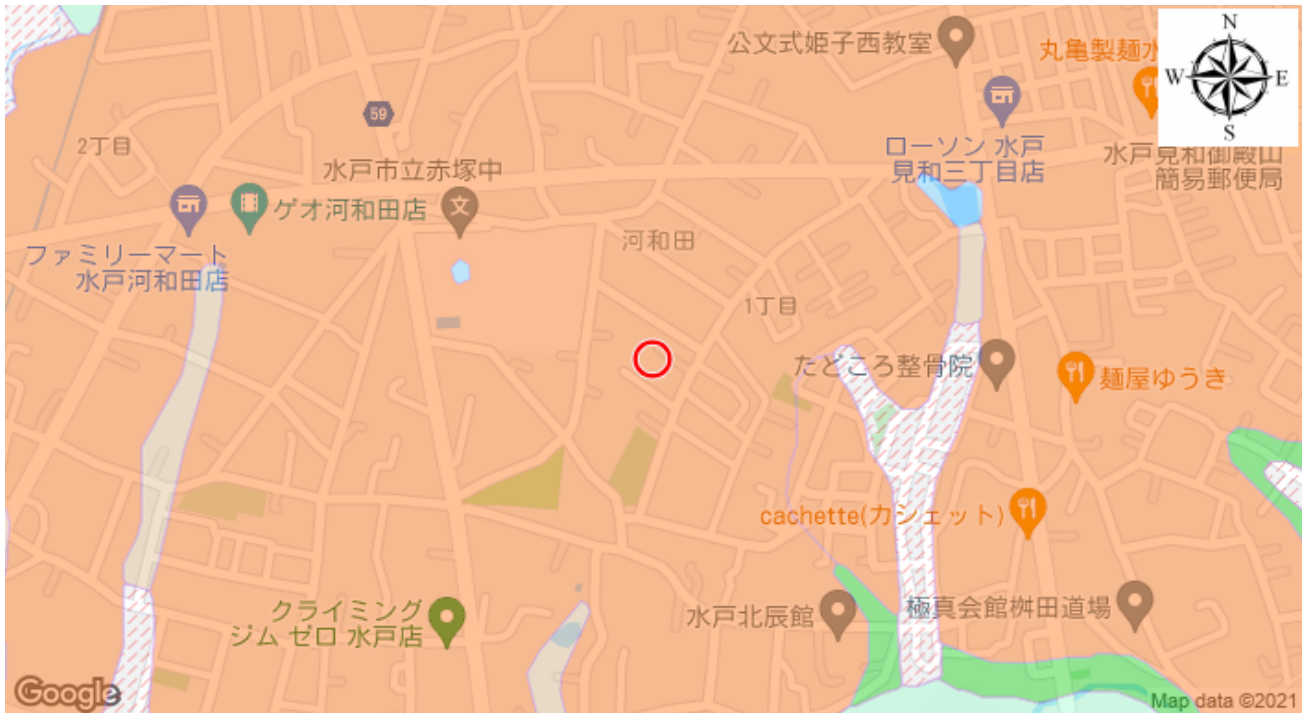 N
W
E
S
公文式姫子西教室
丸亀製麺水
59
2丁目
水戸市立赤塚中
文
ローソン 水戸
見和三丁目店
水戸見和御殿山
簡易郵便局
ゲオ河和田店
ファミリーマート
水戸河和田店
河和田
1丁目
たどころ整骨院
麺屋ゆうき
cachette(カシェット)
クライミング
ジム ゼロ 水戸店
水戸北辰館
極真会館桝田道場
Google
Map data ©2021